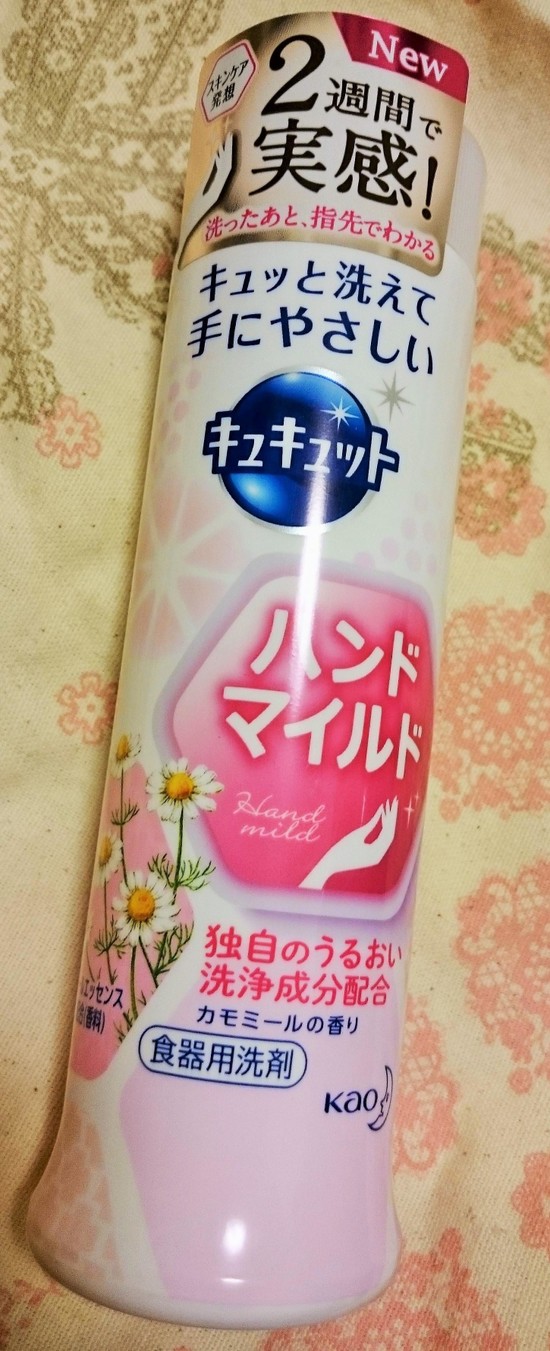 New
スキンケア
発想
2週間で
実感!
洗ったあと、指先でわかる
キュッと洗えて
手にやさしい
キュキュット
ハンド
マイルド
Hand
mild
独自のうるおい
洗浄成分配合
エッセンス
(香料)
カモミールの香り
食器用洗剤
Kao